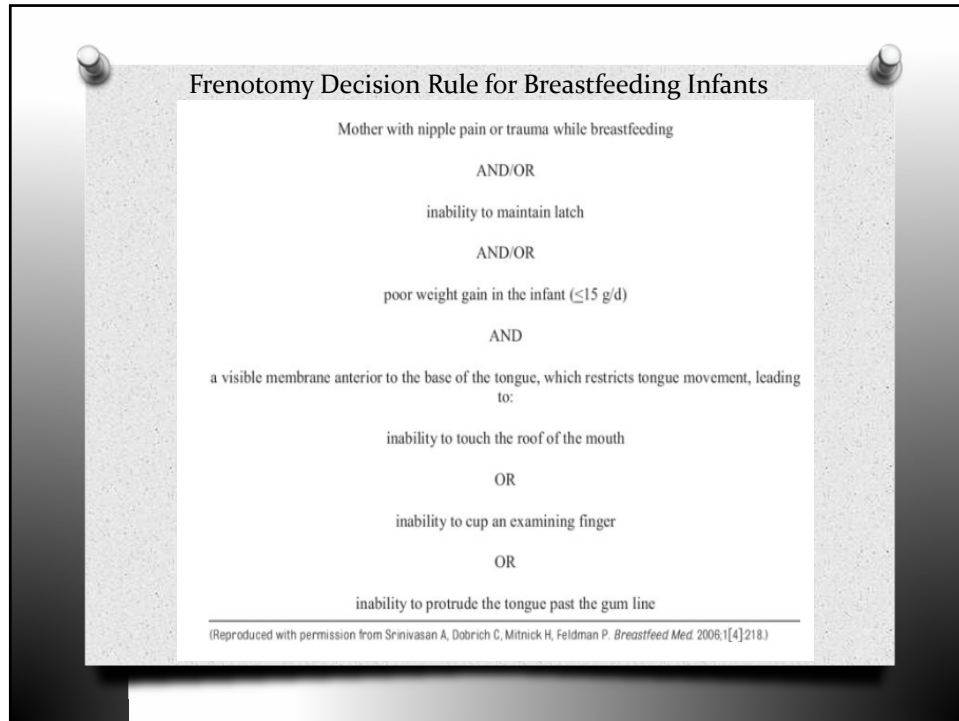 Frenotomy Decision Rule for Breastfeeding Infants
Mother with nipple pain or trauma while breastfeeding
AND/OR
inability to maintain latch
AND/OR
poor weight gain in the infant (≤15 g/d)
AND
a visible membrane anterior to the base of the tongue, which restricts tongue movement, leading
to:
inability to touch the roof of the mouth
OR
inability to cup an examining finger
OR
inability to protrude the tongue past the gum line
(Reproduced with permission from Srinivasan A, Dobrich C, Mitnick H, Feldman P. Breastfeed Med. 2006;1[4]:218.)